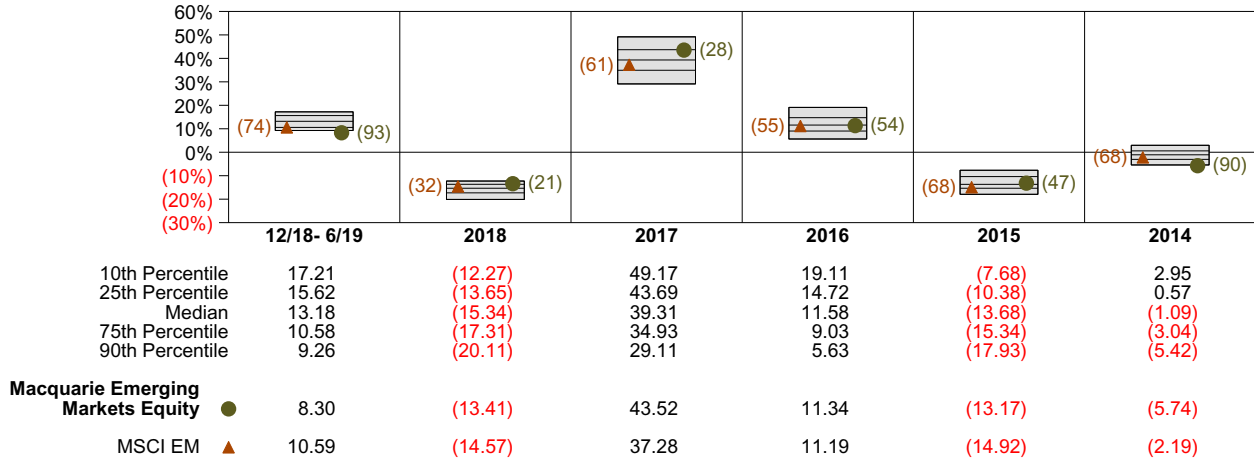 60%
50%
40%
30%
20%
10%
0%
(10%)
(20%)
(30%)
(74) (93)
(32) (21)
(61) (28)
(55) (54)
(68) (47)
(68) (90)
12/18- 6/19 2018 2017 2016 2015 2014
10th Percentile 17.21 (12.27) 49.17 19.11 (7.68) 2.95
25th Percentile 15.62 (13.65) 43.69 14.72 (10.38) 0.57
Median 13.18 (15.34) 39.31 11.58 (13.68) (1.09)
75th Percentile 10.58 (17.31) 34.93 9.03 (15.34) (3.04)
90th Percentile 9.26 (20.11) 29.11 5.63 (17.93) (5.42)
Macquarie Emerging
Markets Equity 8.30 (13.41) 43.52 11.34 (13.17) (5.74)
MSCI EM 10.59 (14.57) 37.28 11.19 (14.92) (2.19)